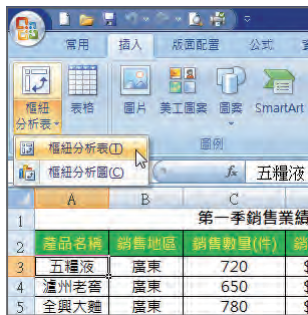 常用 插入 版面配置 公式
樞紐分析表 表格 圖片 美工圖案 圖案 SmartArt
圖例
樞紐分析表(T)
樞紐分析圖(C)
fx 五糧液
A B C
1 第一季銷售業績
2 產品名稱 銷售地區 銷售數量(件) 銷
3 五糧液 廣東 720 $
4 瀘州老窖 廣東 650 $
5 全興大麯 廣東 780 $